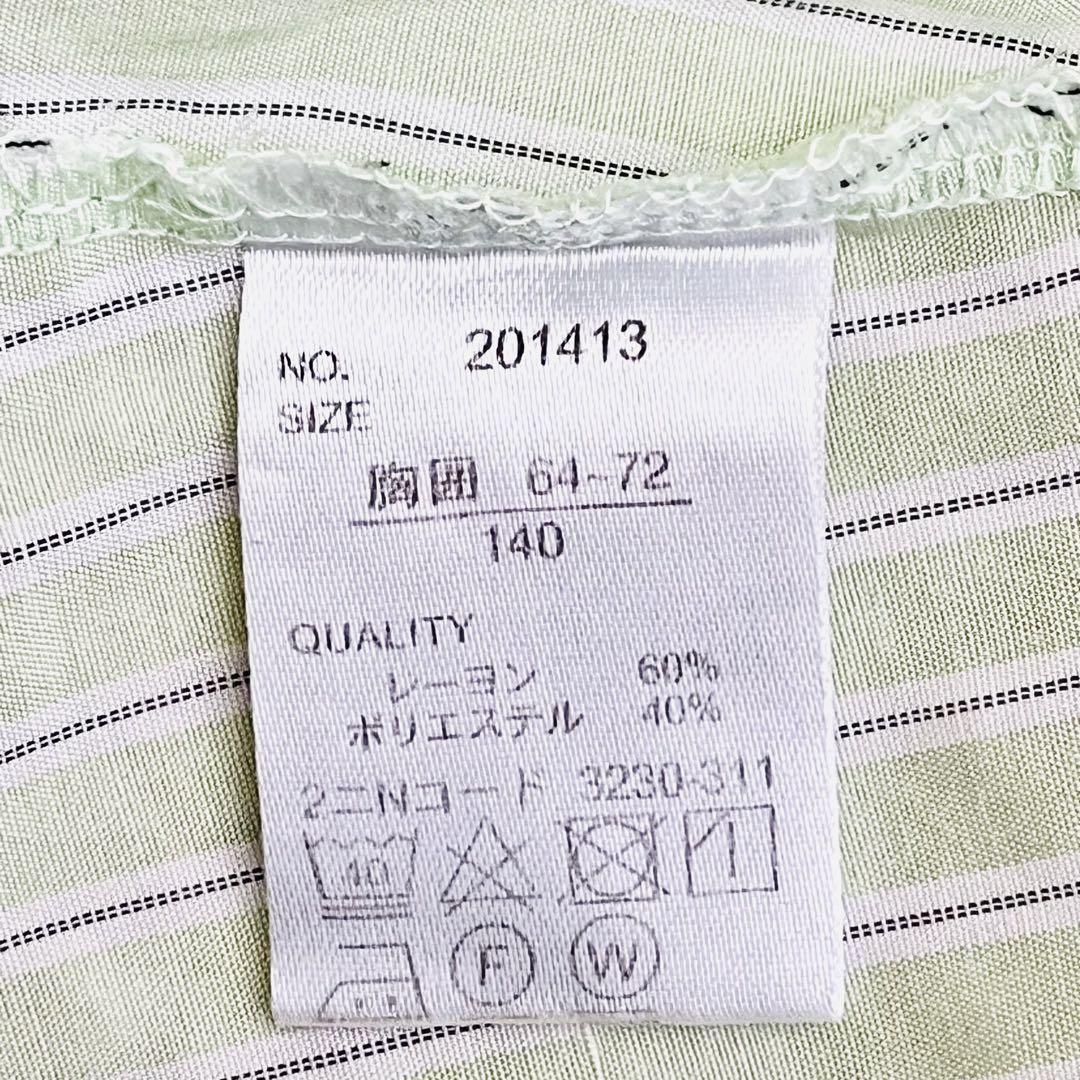 NO. 201413
SIZE
胸囲 64~72
140
QUALITY
レーヨン 60%
ポリエステル 40%
2ニNコード 3230-311
40
F W